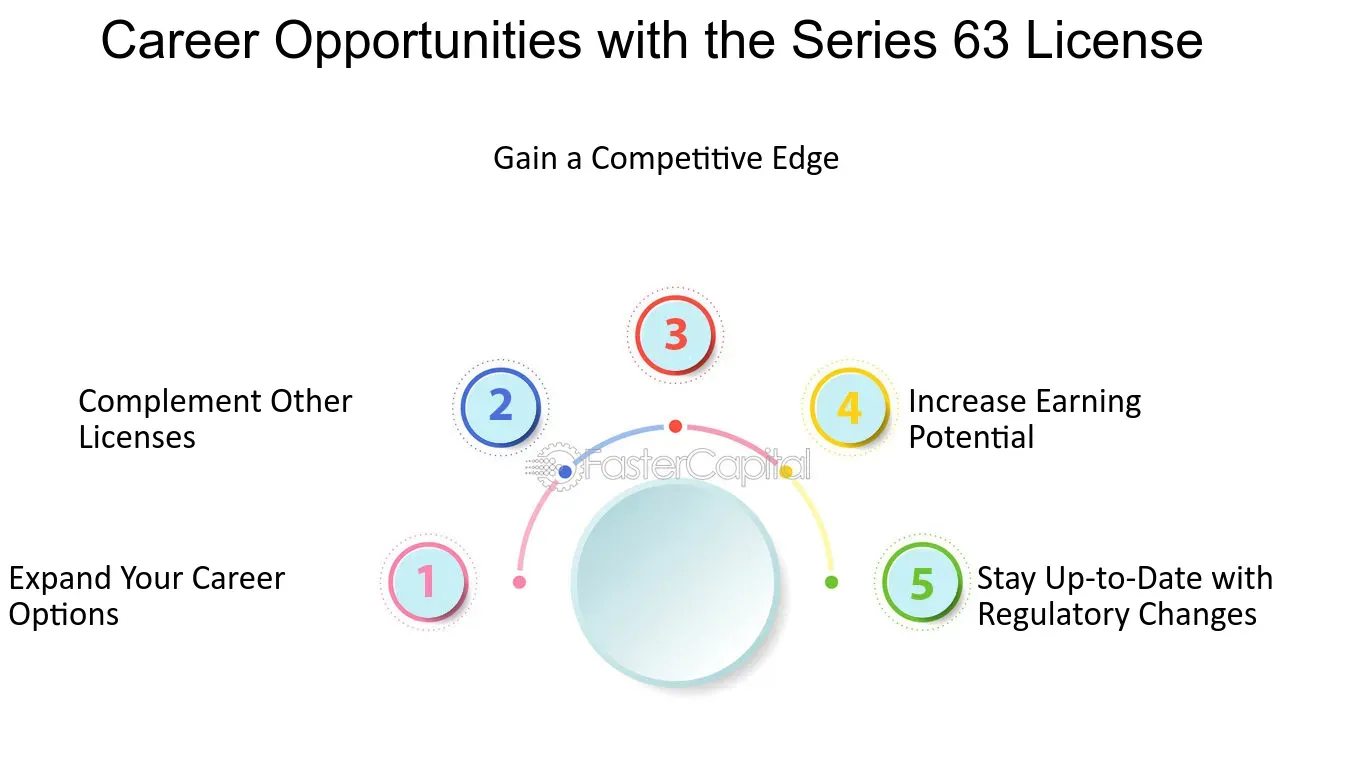 Career Opportunities with the Series 63 License
Gain a Competitive Edge
3
Complement Other
Licenses
2
4
Increase Earning
Potential
FasterCapital
Expand Your Career
Options
1
5
Stay Up-to-Date with
Regulatory Changes